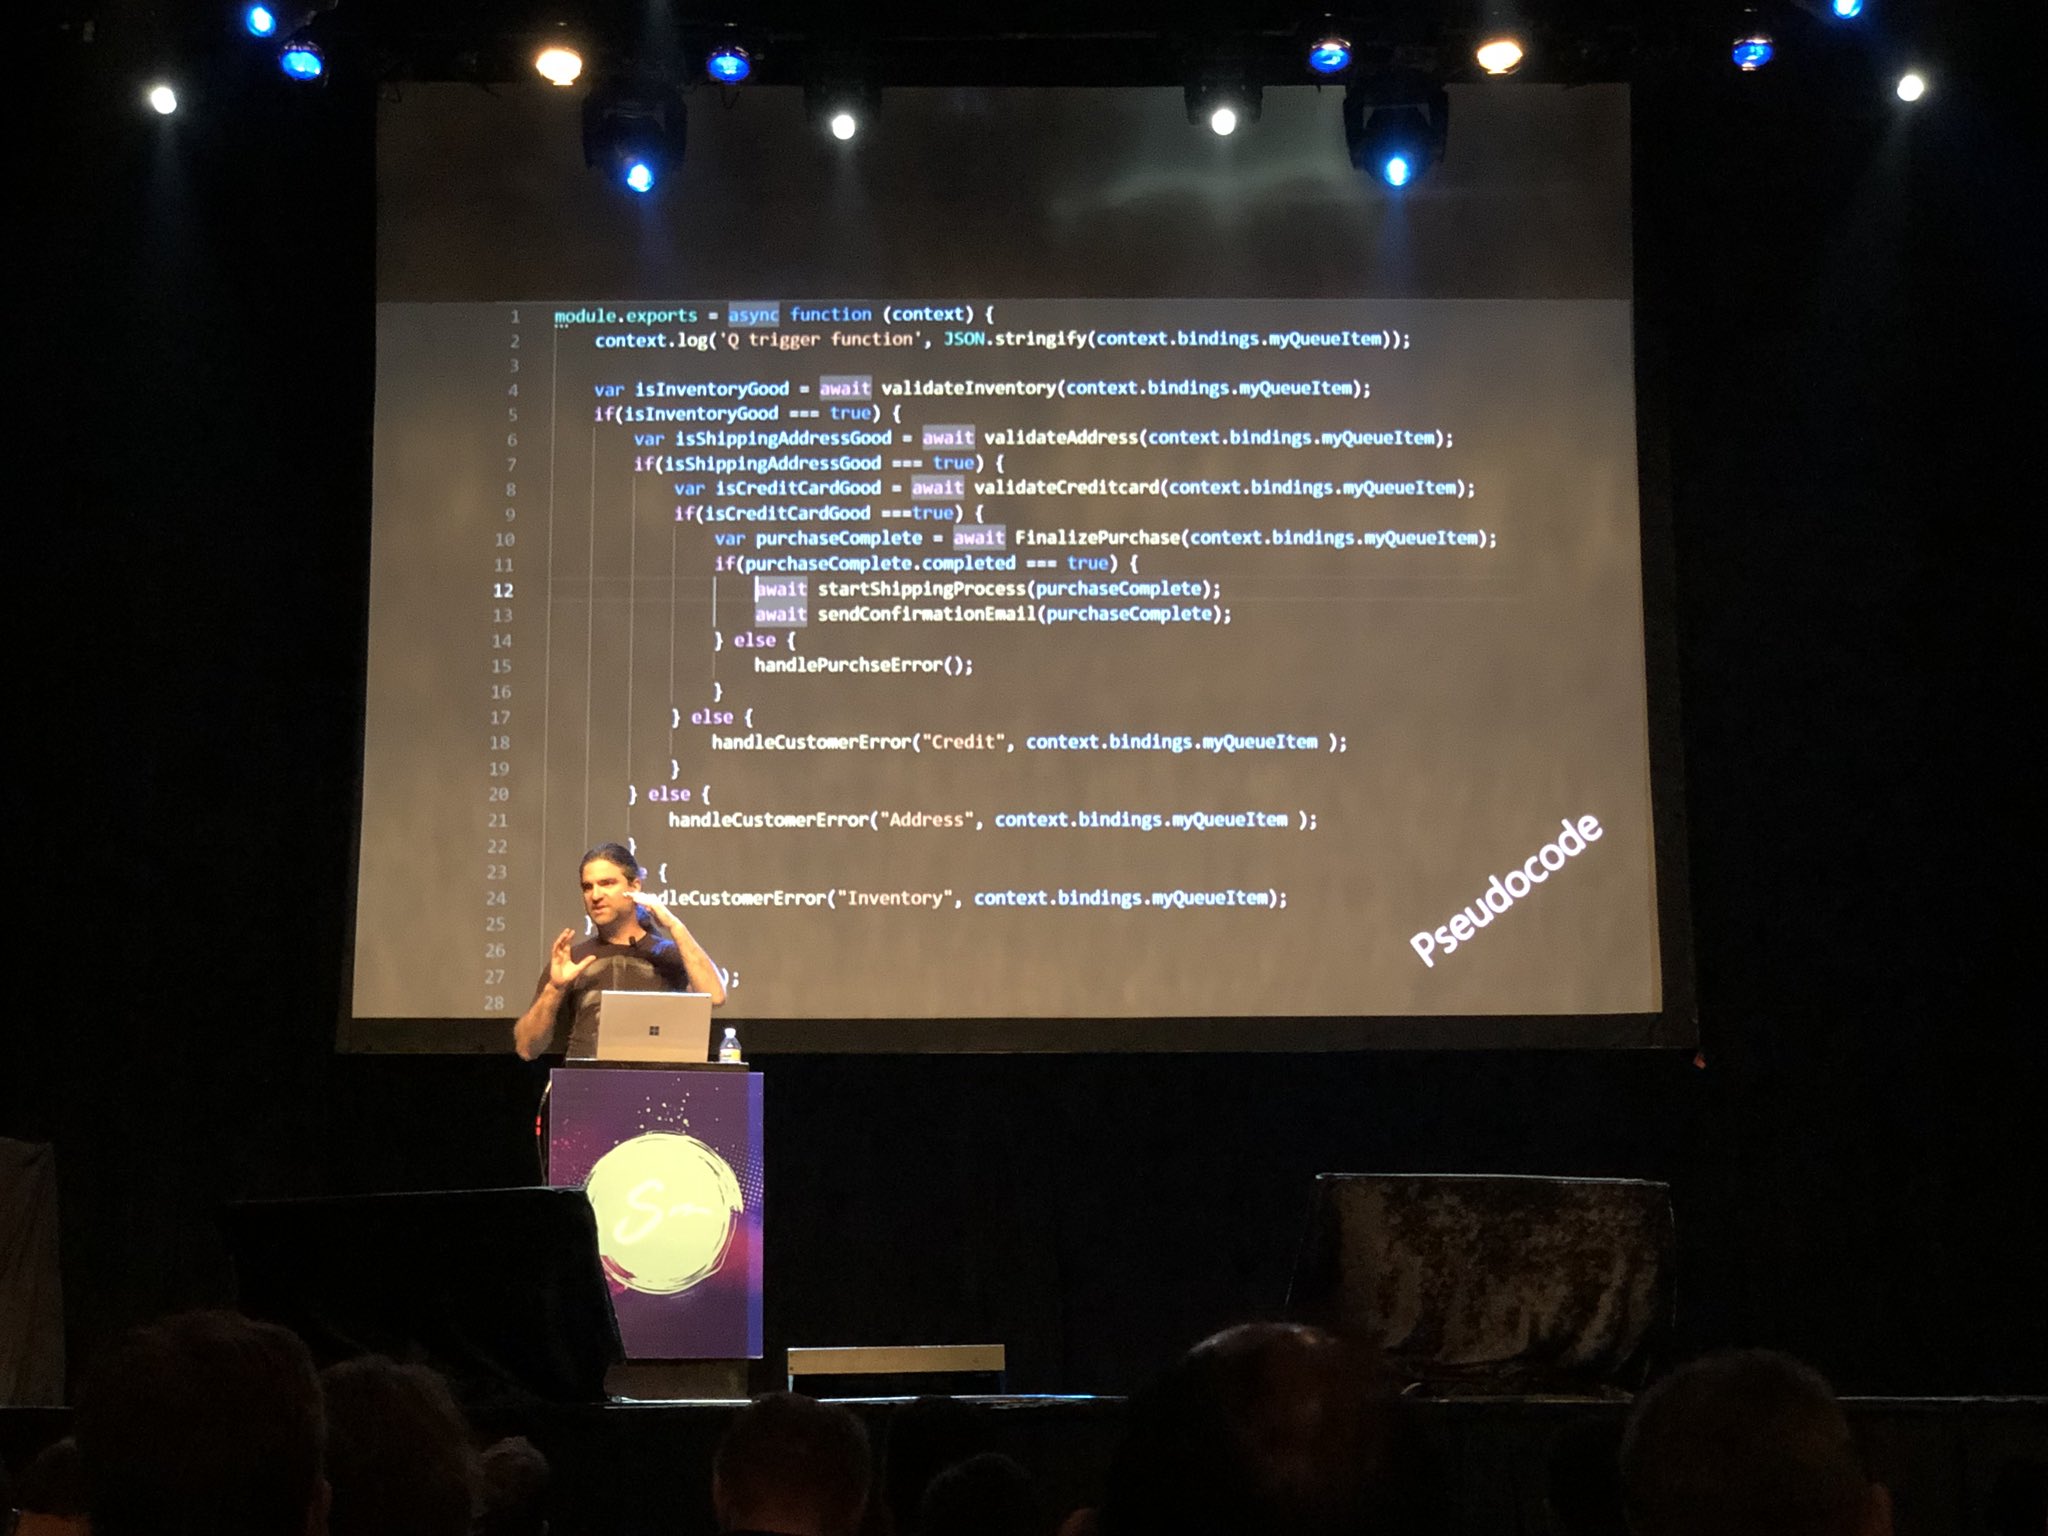 1 module.exports = async function (context) {
2 context.log('Q trigger function', JSON.stringify(context.bindings.myQueueItem));
3
4 var isInventoryGood = await validateInventory(context.bindings.myQueueItem);
5 if(isInventoryGood === true) {
6 var isShippingAddressGood = await validateAddress(context.bindings.myQueueItem);
7 if(isShippingAddressGood === true) {
8 var isCreditCardGood = await validateCreditcard(context.bindings.myQueueItem);
9 if(isCreditCardGood ===true) {
10 var purchaseComplete = await FinalizePurchase(context.bindings.myQueueItem);
11 if(purchaseComplete.completed === true) {
12 await startShippingProcess(purchaseComplete);
13 await sendConfirmationEmail(purchaseComplete);
14 } else {
15 handlePurchseError();
16 }
17 } else {
18 handleCustomerError("Credit", context.bindings.myQueueItem );
19 }
20 } else {
21 handleCustomerError("Address", context.bindings.myQueueItem );
22 }
23 e {
24 dleCustomerError("Inventory", context.bindings.myQueueItem);
25 }
26
27 );
28
Pseudocode